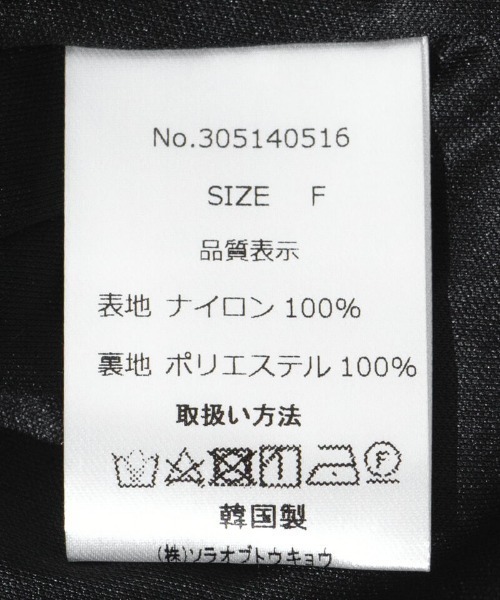 No.305140516
SIZE F
品質表示
表地 ナイロン 100%
裏地 ポリエステル 100%
取扱い方法
韓国製
(株)ソラオブトウキョウ